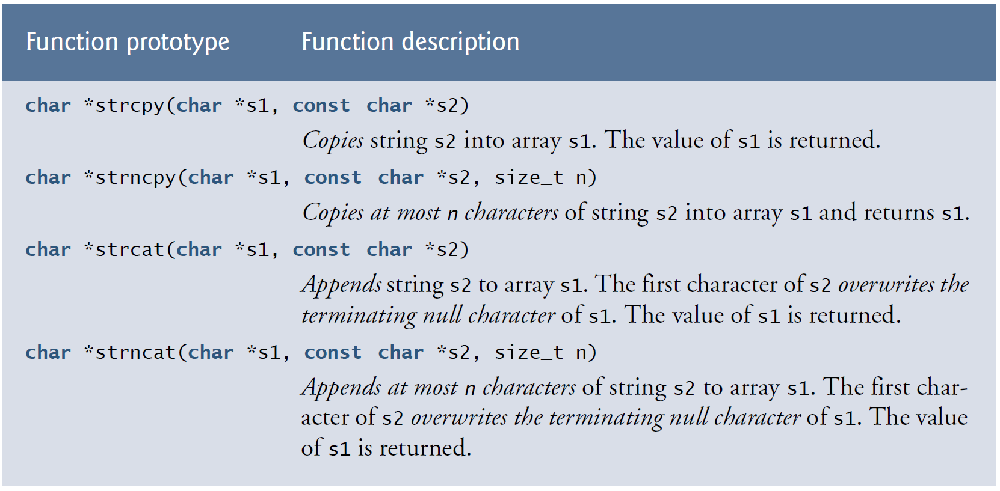 Function prototype Function description
char *strcpy(char *s1, const char *s2)
Copies string s2 into array s1. The value of s1 is returned.
char *strncpy(char *s1, const char *s2, size_t n)
Copies at most n characters of string s2 into array s1 and returns s1.
char *strcat(char *s1, const char *s2)
Appends string s2 to array s1. The first character of s2 overwrites the
terminating null character of s1. The value of s1 is returned.
char *strncat(char *s1, const char *s2, size_t n)
Appends at most n characters of string s2 to array s1. The first char-
acter of s2 overwrites the terminating null character of s1. The value
of s1 is returned.